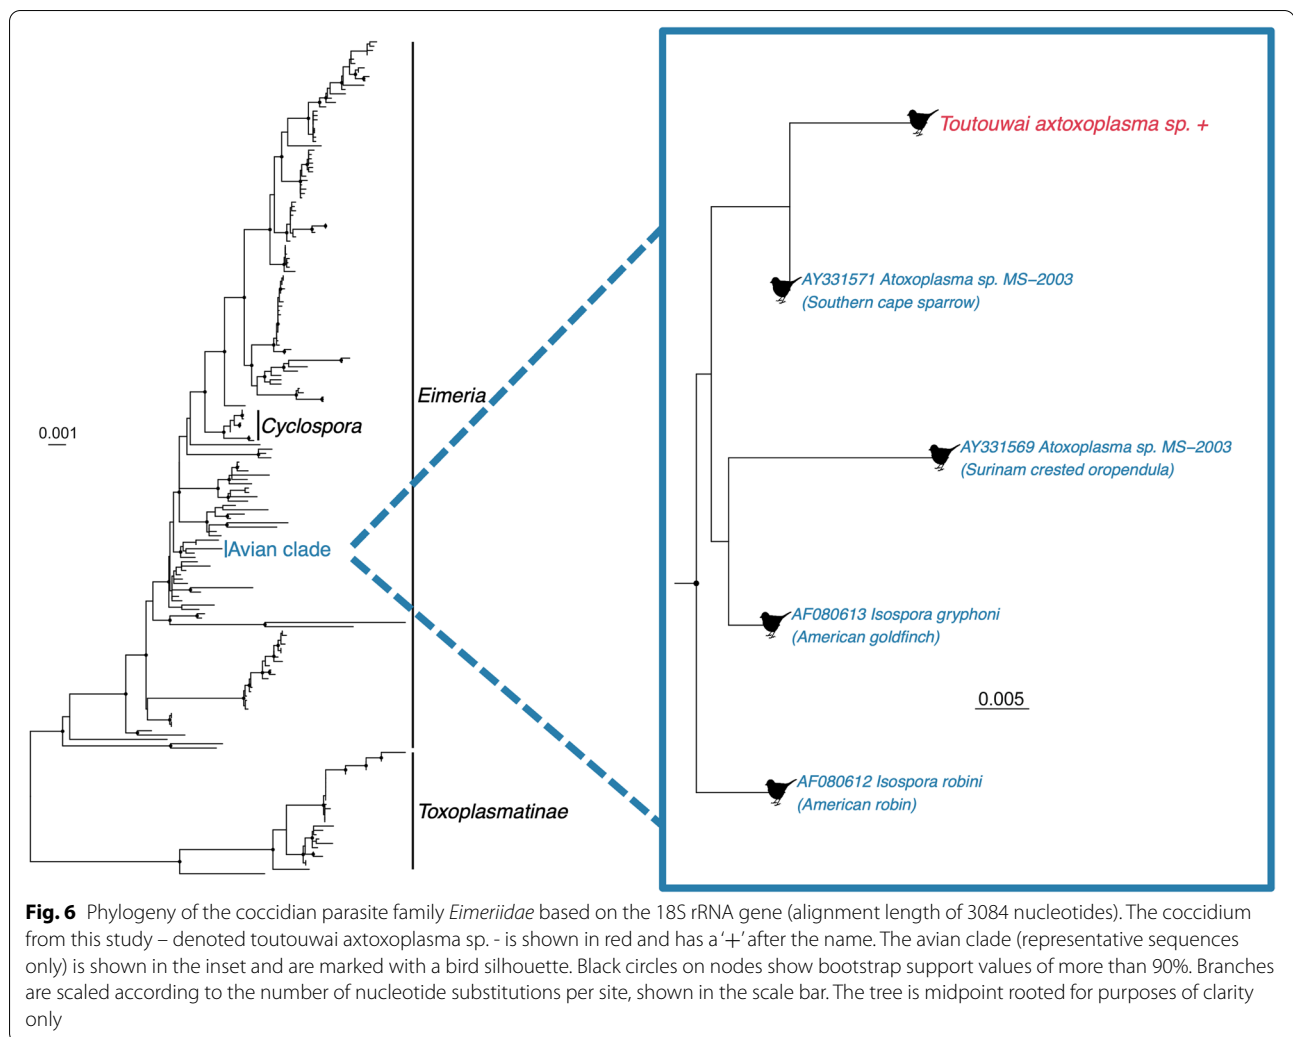 Toutouwai axtoxoplasma sp. +
AY331571 Atoxoplasma sp. MS−2003
(Southern cape sparrow)
Eimeria
Cyclospora
0.001
AY331569 Atoxoplasma sp. MS−2003
(Surinam crested oropendula)
Avian clade
AF080613 Isospora gryphoni
(American goldfinch)
0.005
AF080612 Isospora robini
(American robin)
Toxoplasmatinae
Fig. 6 Phylogeny of the coccidian parasite family Eimeriidae based on the 18S rRNA gene (alignment length of 3084 nucleotides). The coccidium
from this study – denoted toutouwai axtoxoplasma sp. - is shown in red and has a ‘+’ after the name. The avian clade (representative sequences
only) is shown in the inset and are marked with a bird silhouette. Black circles on nodes show bootstrap support values of more than 90%. Branches
are scaled according to the number of nucleotide substitutions per site, shown in the scale bar. The tree is midpoint rooted for purposes of clarity
only